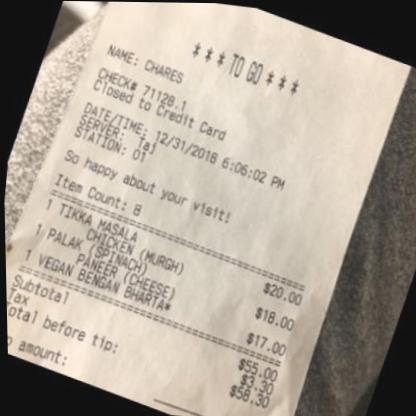 *** TO GO ***
NAME: CHARES
CHECK# 71128.1
Closed to Credit Card
DATE/TIME: 12/31/2018 6:06:02 PM
SERVER: Taj
STATION: 01
So happy about your visit!
Item Count: 8
1 TIKKA MASALA $20.00
CHICKEN (MURGH)
1 PALAK (SPINACH) $18.00
PANEER (CHEESE)
1 VEGAN BENGAN BHARTA* $17.00
Subtotal $55.00
Tax $3.30
otal before tip: $58.30
p amount: